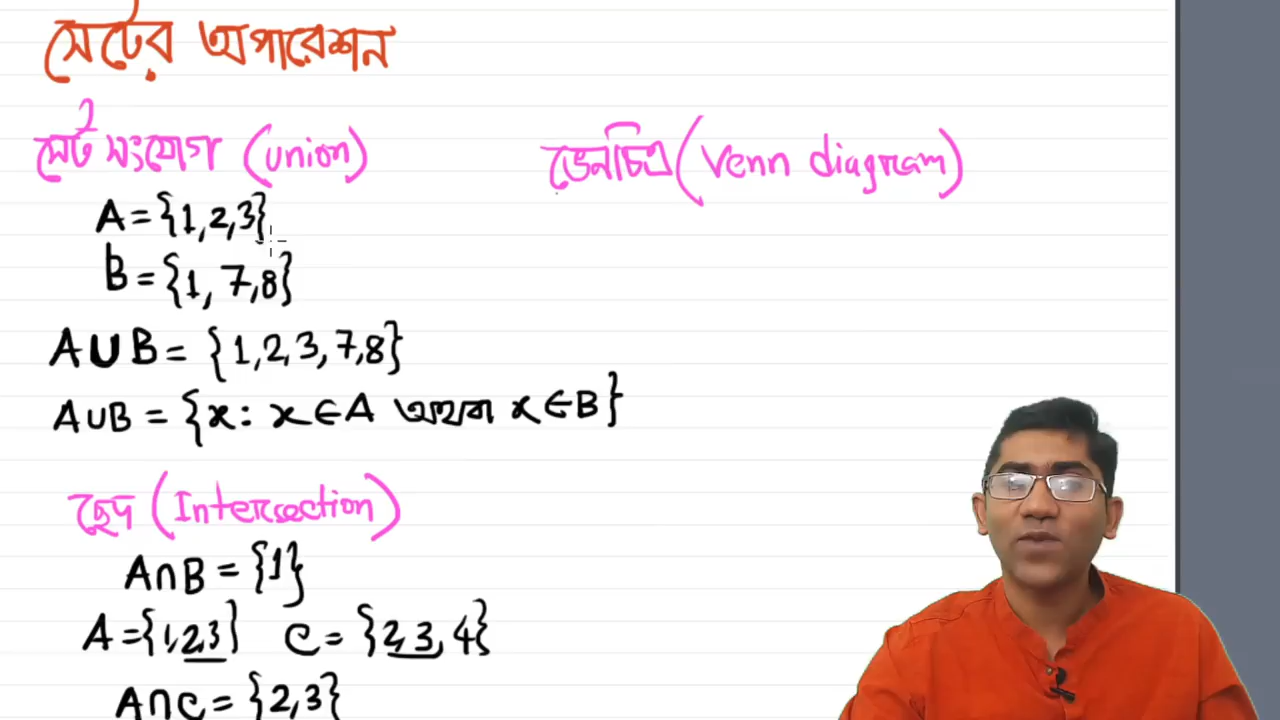 সেটের অপারেশন
সেট সংযোগ (Union)
A = {1,2,3}
B = {1, 7,8}
A∪B = {1,2,3,7,8}
A∪B = {x: x∈A অথবা x∈B}
ছেদ (Intersection)
A∩B = {1}
A = {1,2,3} C = {2,3,4}
A∩C = {2,3}
ভেনচিত্র (Venn diagram)